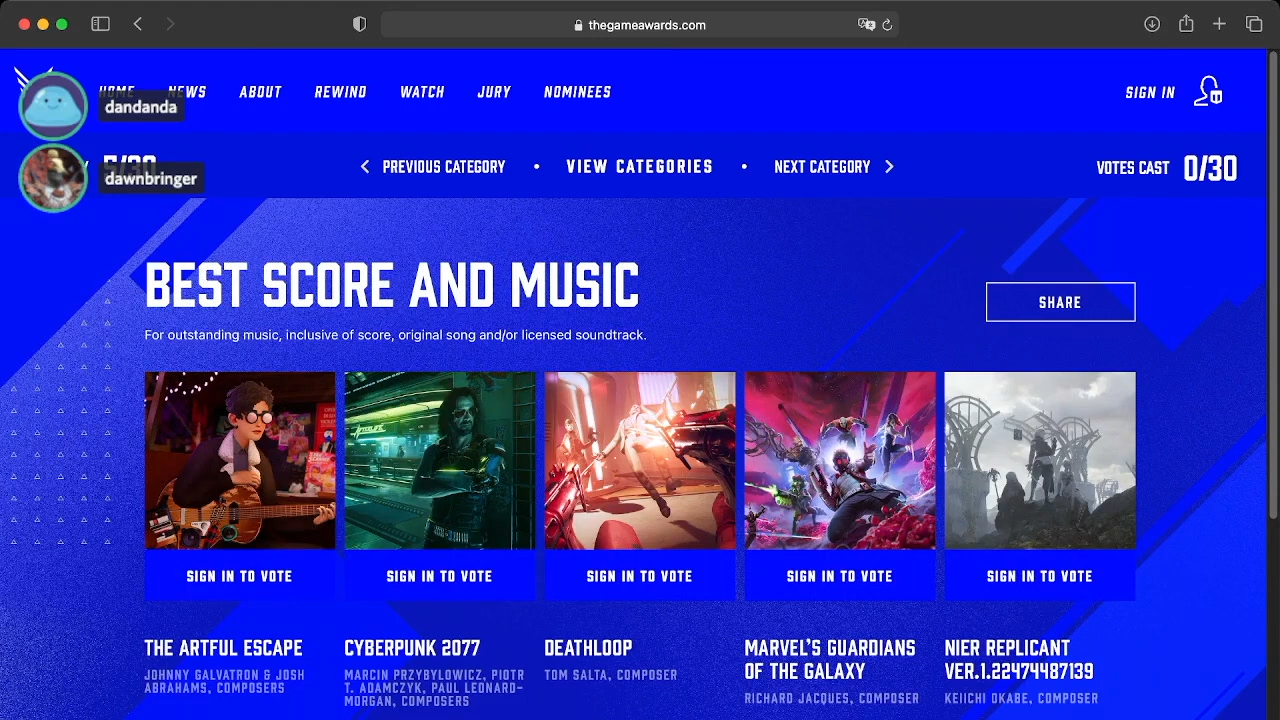 thegameawards.com
HOME NEWS ABOUT REWIND WATCH JURY NOMINEES
SIGN IN
dandanda
5/30
PREVIOUS CATEGORY • VIEW CATEGORIES • NEXT CATEGORY
VOTES CAST 0/30
dawnbringer
BEST SCORE AND MUSIC
SHARE
For outstanding music, inclusive of score, original song and/or licensed soundtrack.
AFTERLIFE
SIGN IN TO VOTE
SIGN IN TO VOTE
SIGN IN TO VOTE
SIGN IN TO VOTE
SIGN IN TO VOTE
THE ARTFUL ESCAPE
JOHNNY GALVATRON & JOSH
ABRAHAMS, COMPOSERS
CYBERPUNK 2077
MARCIN PRZYBYLOWICZ, PIOTR
T. ADAMCZYK, PAUL LEONARD-
MORGAN, COMPOSERS
DEATHLOOP
TOM SALTA, COMPOSER
MARVEL'S GUARDIANS
OF THE GALAXY
RICHARD JACQUES, COMPOSER
NIER REPLICANT
VER.1.22474487139
KEIICHI OKABE, COMPOSER